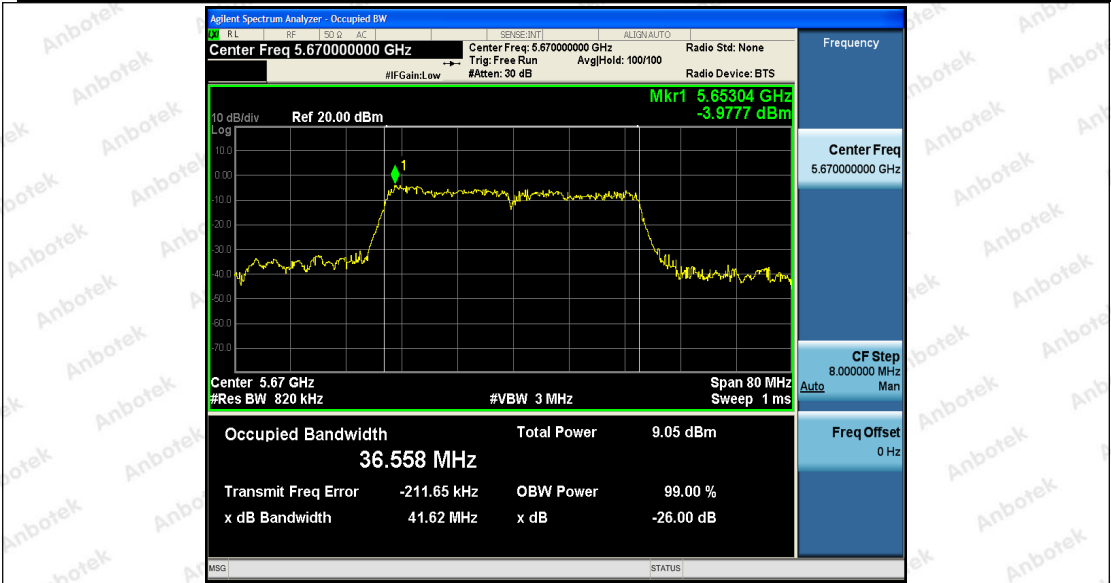 Agilent Spectrum Analyzer - Occupied BW
LXI RL RF 50 Ω AC SENSE:INT ALIGNAUTO
Center Freq 5.670000000 GHz
Center Freq: 5.670000000 GHz Radio Std: None
Trig: Free Run Avg|Hold: 100/100
#IFGain:Low #Atten: 30 dB Radio Device: BTS
Mkr1 5.65304 GHz
-3.9777 dBm
10 dB/div Ref 20.00 dBm
Log
10.0
0.00
-10.0
-20.0
-30.0
-40.0
-50.0
-60.0
-70.0
1
Center 5.67 GHz Span 80 MHz
#Res BW 820 kHz #VBW 3 MHz Sweep 1 ms
Occupied Bandwidth Total Power 9.05 dBm
36.558 MHz
Transmit Freq Error -211.65 kHz OBW Power 99.00 %
x dB Bandwidth 41.62 MHz x dB -26.00 dB
MSG STATUS
Frequency
Center Freq
5.670000000 GHz
CF Step
8.000000 MHz
Auto Man
Freq Offset
0 Hz
Anbotek